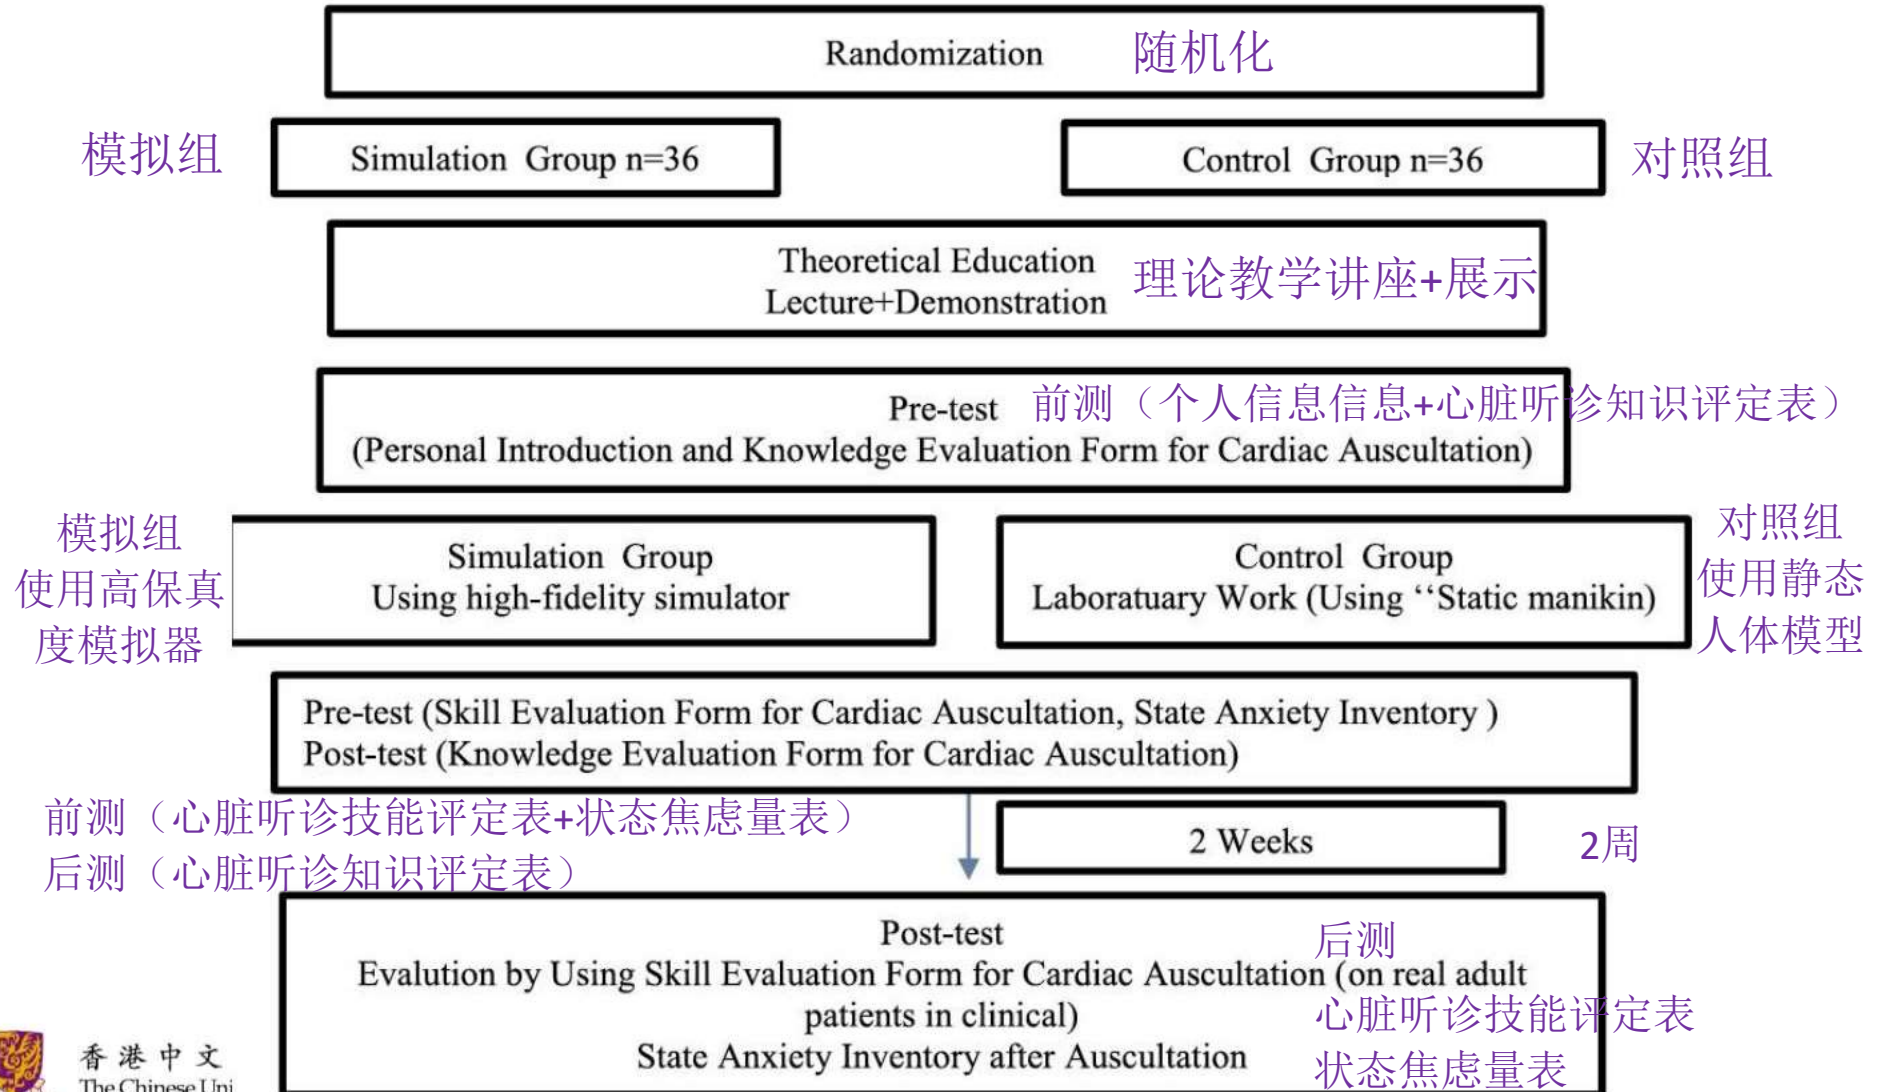 Randomization 随机化
模拟组 Simulation Group n=36 Control Group n=36 对照组
Theoretical Education
Lecture+Demonstration
理论教学讲座+展示
Pre-test 前测（个人信息信息+心脏听诊知识评定表）
(Personal Introduction and Knowledge Evaluation Form for Cardiac Auscultation)
模拟组
使用高保真
度模拟器
Simulation Group
Using high-fidelity simulator
Control Group
Laboratuary Work (Using ‘‘Static manikin)
对照组
使用静态
人体模型
Pre-test (Skill Evaluation Form for Cardiac Auscultation, State Anxiety Inventory )
Post-test (Knowledge Evaluation Form for Cardiac Auscultation)
前测（心脏听诊技能评定表+状态焦虑量表）
后测（心脏听诊知识评定表）
2 Weeks 2周
Post-test
Evalution by Using Skill Evaluation Form for Cardiac Auscultation (on real adult
patients in clinical)
State Anxiety Inventory after Auscultation
后测
心脏听诊技能评定表
状态焦虑量表
香港中文
The Chinese Uni